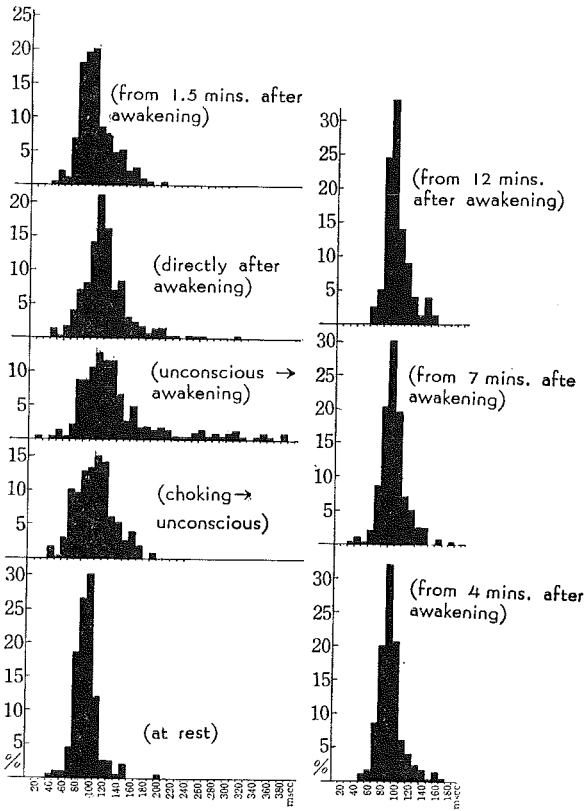 25
20
15
10
5
(from 1.5 mins. after
awakening)
20
15
10
5
(directly after
awakening)
10
5
(unconscious →
awakening)
15
10
5
(choking→
unconscious)
30
25
20
15
10
5
%
(at rest)
20 40 60 80 100 120 140 160 180 200 220 240 260 280 300 320 340 360 380 msec
30
25
20
15
10
5
(from 12 mins.
after awakening)
30
25
20
15
10
5
(from 7 mins. afte
awakening)
30
25
20
15
10
5
%
(from 4 mins. after
awakening)
20 40 60 80 100 120 140 160 180 msec